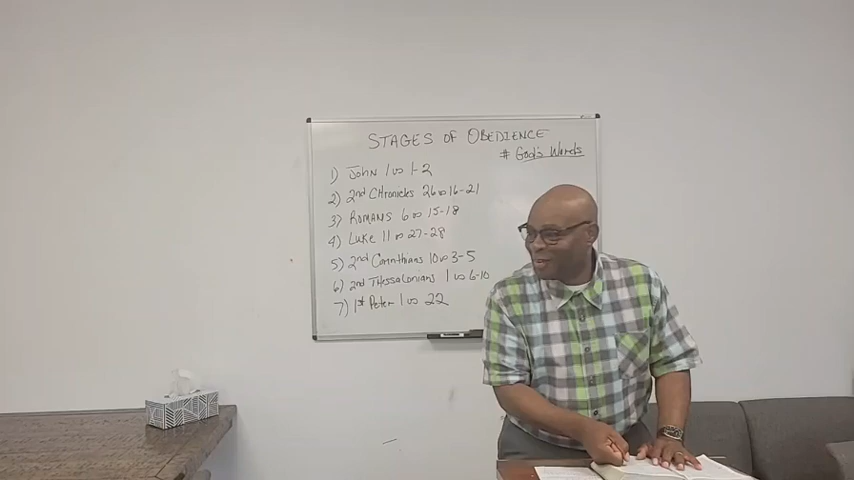 STAGES OF OBEDIENCE
# God's Words
1) John 1 vs 1-2
2) 2nd CHronicles 26 vs 16-21
3) ROMANS 6 vs 15-18
4) Luke 11 vs 27-28
5) 2nd Corinthians 10 vs 3-5
6) 2nd Thessalonians 1 vs 6-10
7) 1st Peter 1 vs 22